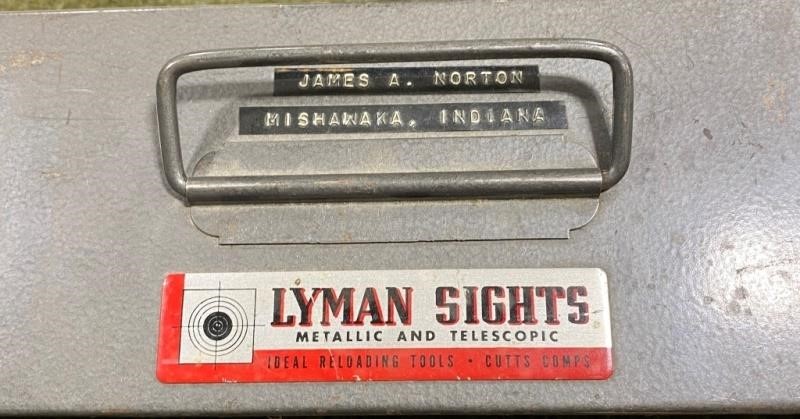 JAMES A. NORTON
MISHAWAKA, INDIANA
LYMAN SIGHTS
METALLIC AND TELESCOPIC
IDEAL RELOADING TOOLS • CUTTS COMPS